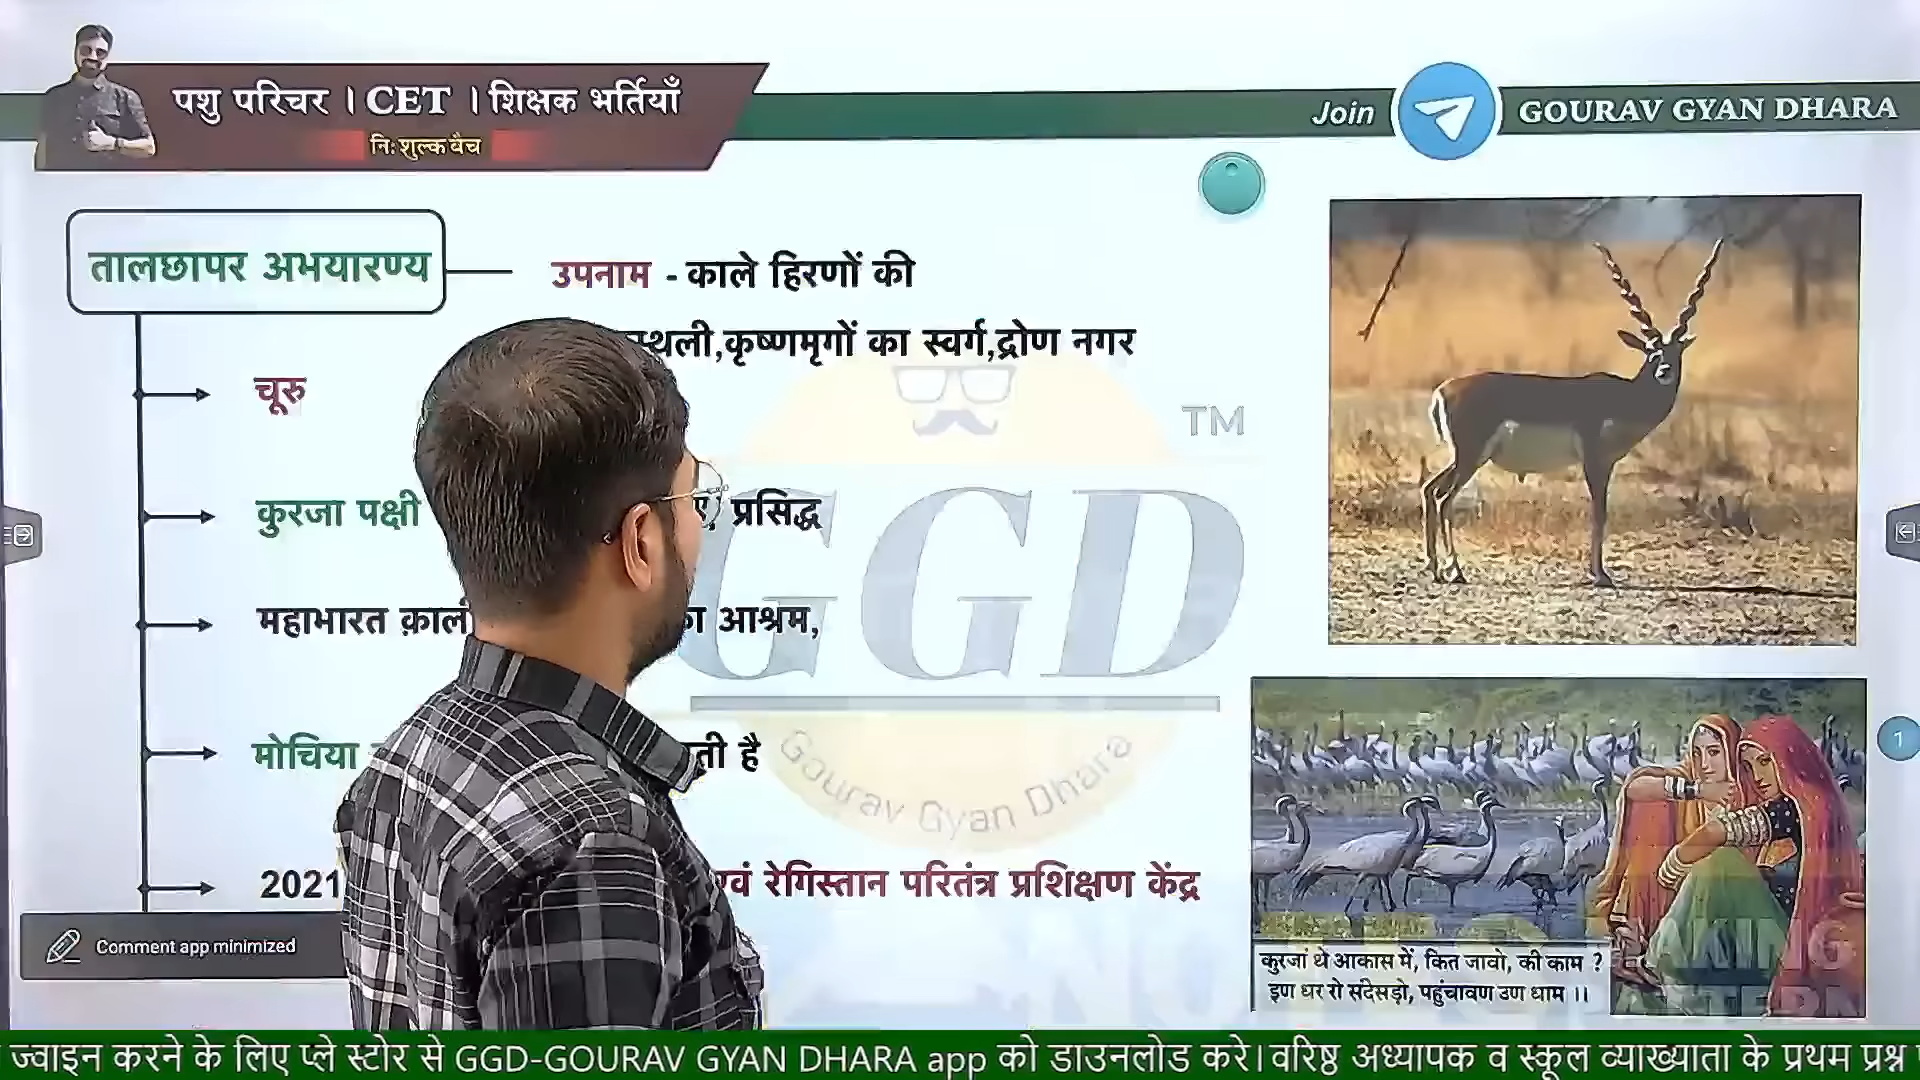 पशु परिचर । CET । शिक्षक भर्तियाँ
नि: शुल्क बैच
Join GOURAV GYAN DHARA
तालछापर अभयारण्य
उपनाम - काले हिरणों की
स्थली,कृष्णमृगों का स्वर्ग,द्रोण नगर
चूरु
TM
कुरजा पक्षी प्रसिद्ध
GGD
महाभारत आश्रम,
मोचिया है
Gourav Gyan Dhara
2021 एवं रेगिस्तान परितंत्र प्रशिक्षण केंद्र
1
Comment app minimized
कुरजां थे आकास में, कित जावो, की काम ?
इण धर रो संदेसड़ो, पहुंचावण उण धाम ।।
ज्वाइन करने के लिए प्ले स्टोर से GGD-GOURAV GYAN DHARA app को डाउनलोड करे। वरिष्ठ अध्यापक व स्कूल व्याख्याता के प्रथम प्रश्न